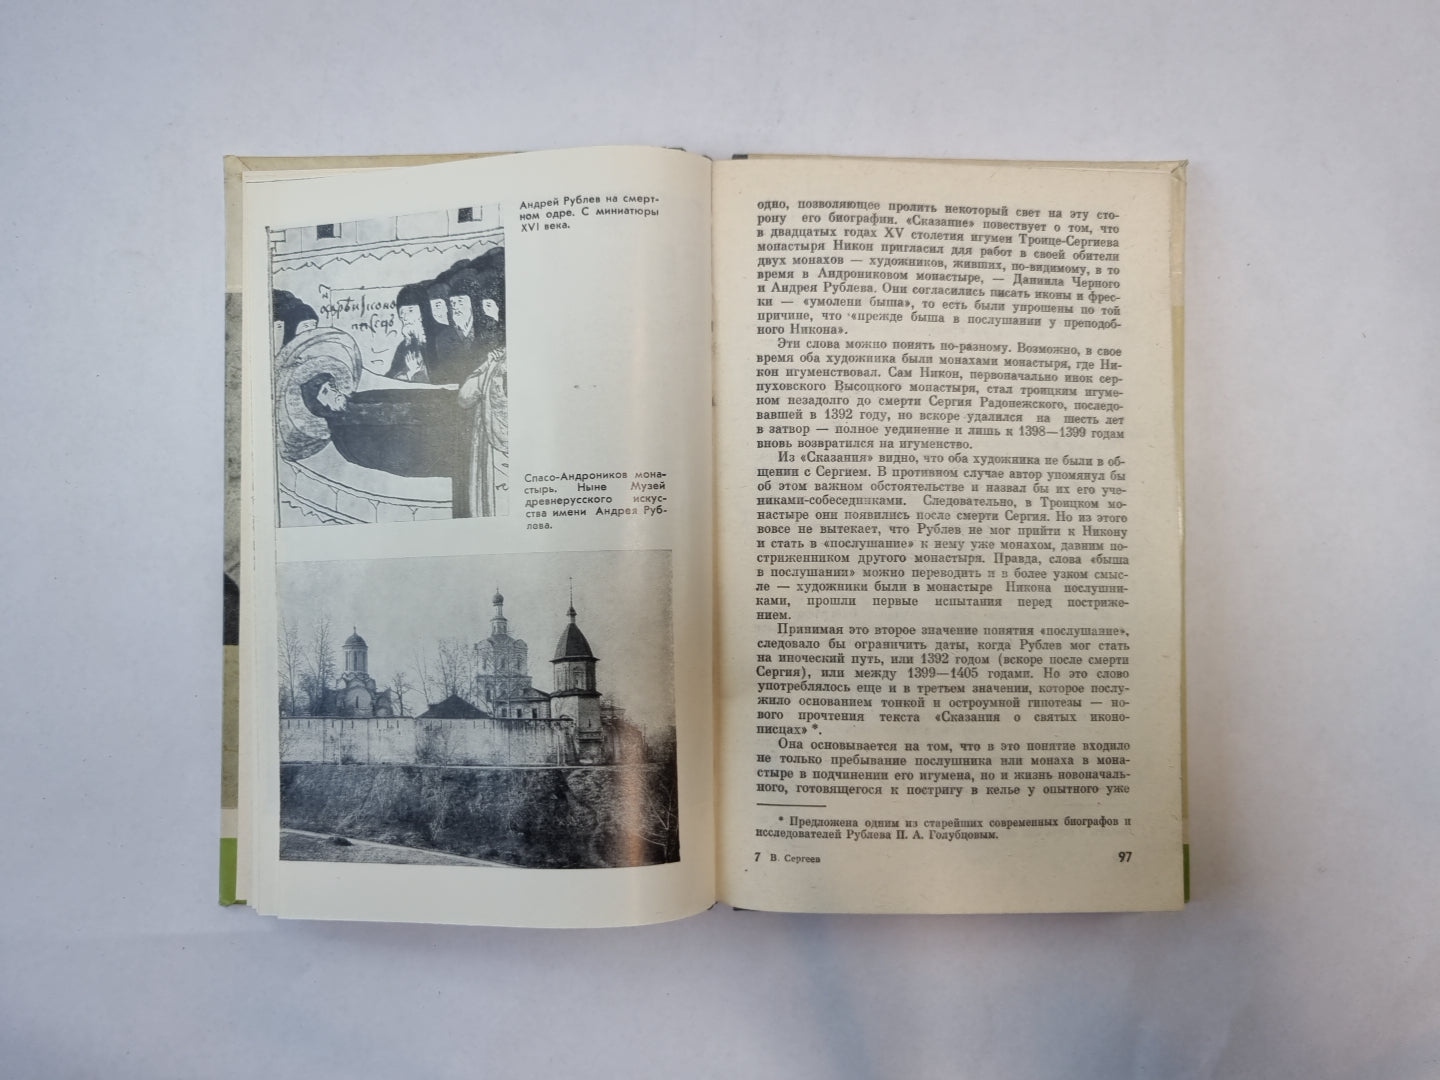 Андрей Рублев на смерт-
ном одре. С миниатюры
XVI века.
Спасо-Андроников мона-
стырь. Ныне Музей
древнерусского искус-
ства имени Андрея Руб-
лева.
одно, позволяющее пролить некоторый свет на эту сто-
рону его биографии. «Сказание» повествует о том, что
в двадцатых годах XV столетия игумен Троице-Сергиева
монастыря Никон пригласил для работ в своей обители
двух монахов — художников, живших, по-видимому, в то
время в Андрониковом монастыре, — Даниила Черного
и Андрея Рублева. Они согласились писать иконы и фрес-
ки — «умолени быша», то есть были упрошены по той
причине, что «прежде быша в послушании у преподоб-
ного Никона».
Эти слова можно понять по-разному. Возможно, в свое
время оба художника были монахами монастыря, где Ни-
кон игуменствовал. Сам Никон, первоначально инок сер-
пуховского Высоцкого монастыря, стал троицким игуме-
ном незадолго до смерти Сергия Радонежского, последо-
вавшей в 1392 году, но вскоре удалился на шесть лет
в затвор — полное уединение и лишь к 1398—1399 годам
вновь возвратился на игуменство.
Из «Сказания» видно, что оба художника не были в об-
щении с Сергием. В противном случае автор упомянул бы
об этом важном обстоятельстве и назвал бы их его уче-
никами-собеседниками. Следовательно, в Троицком мо-
настыре они появились после смерти Сергия. Но из этого
вовсе не вытекает, что Рублев не мог прийти к Никону
и стать в «послушание» к нему уже монахом, давним по-
стриженником другого монастыря. Правда, слова «быша
в послушании» можно переводить и в более узком смыс-
ле — художники были в монастыре Никона послушни-
ками, прошли первые испытания перед пострижe-
нием.
Принимая это второе значение понятия «послушание»,
следовало бы ограничить даты, когда Рублев мог стать
на иноческий путь, или 1392 годом (вскоре после смерти
Сергия), или между 1399—1405 годами. Но это слово
употреблялось еще и в третьем значении, которое послу-
жило основанием тонкой и остроумной гипотезы — но-
вого прочтения текста «Сказания о святых иконо-
писцах» *.
Она основывается на том, что в это понятие входило
не только пребывание послушника или монаха в мона-
стыре в подчинении его игумена, но и жизнь новоначаль-
ного, готовящегося к постригу в келье у опытного уже
* Предложена одним из старейших современных биографов и
исследователей Рублева П. А. Голубцовым.
7 В. Сергеев 97